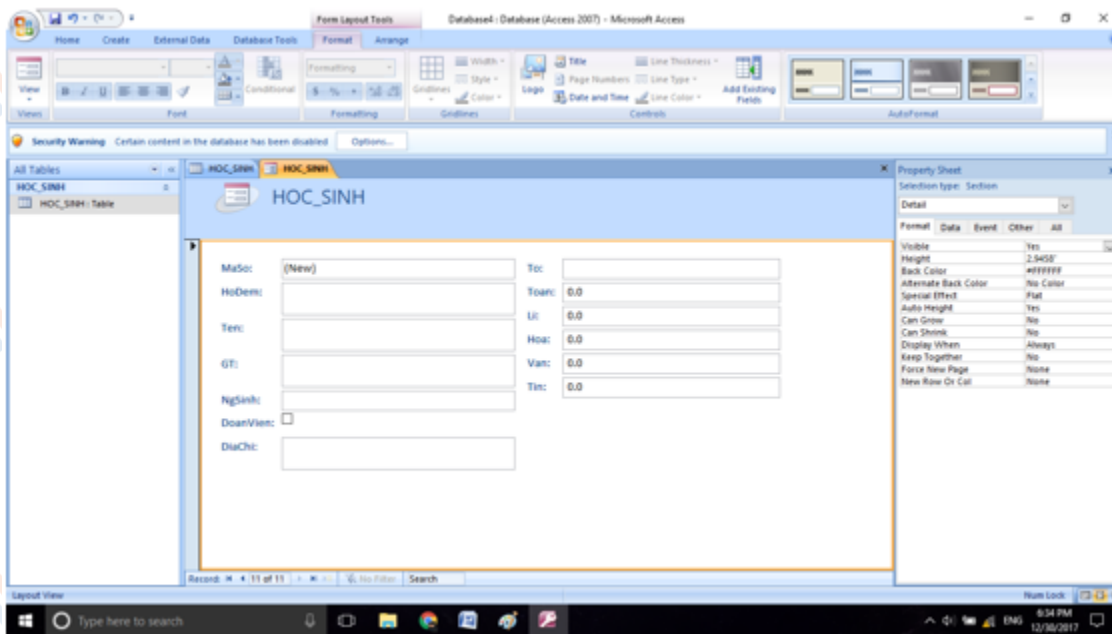 Form Layout Tools Database4 : Database (Access 2007) - Microsoft Access
Home Create External Data Database Tools Format Arrange
View
Views
B I U
Conditional
Font
Formatting
$ % ,
Formatting
Gridlines
Width
Style
Color
Gridlines
Logo
Title
Page Numbers
Date and Time
Line Thickness
Line Type
Line Color
Controls
Add Existing
Fields
AutoFormat
Security Warning Certain content in the database has been disabled Options...
All Tables
HOC_SINH
HOC_SINH : Table
HOC_SINH HOC_SINH
HOC_SINH
MaSo: (New)
HoDem:
Ten:
GT:
NgSinh:
DoanVien:
DiaChi:
To:
Toan: 0.0
Li: 0.0
Hoa: 0.0
Van: 0.0
Tin: 0.0
Record: 11 of 11 No Filter Search
Property Sheet
Selection type: Section
Detail
Format Data Event Other All
Visible Yes
Height 2.9458"
Back Color #FFFFFF
Alternate Back Color No Color
Special Effect Flat
Auto Height Yes
Can Grow No
Can Shrink No
Display When Always
Keep Together No
Force New Page None
New Row Or Col None
Layout View Num Lock
Type here to search
ENG
6:34 PM
12/30/2017